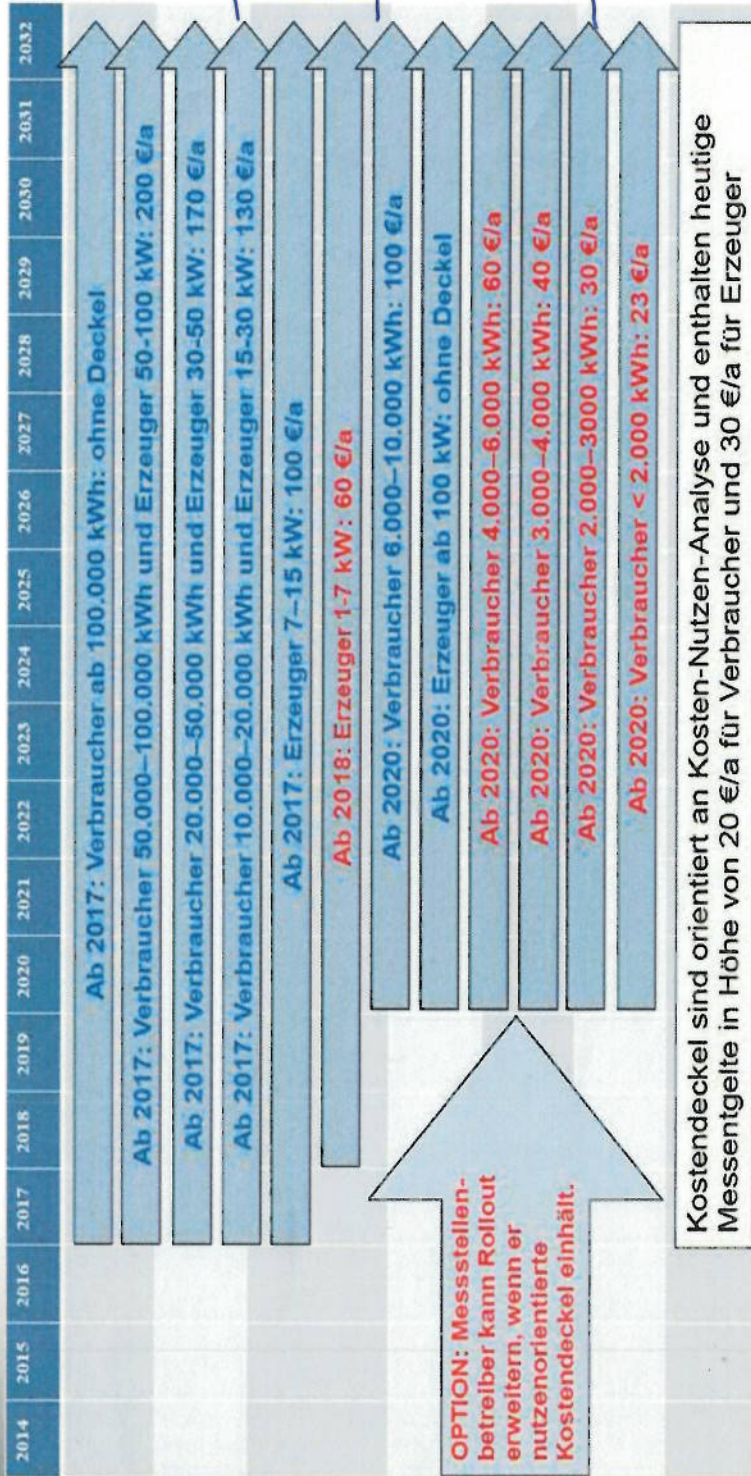 2014 2015 2016 2017 2018 2019 2020 2021 2022 2023 2024 2025 2026 2027 2028 2029 2030 2031 2032
Ab 2017: Verbraucher ab 100.000 kWh: ohne Deckel
Ab 2017: Verbraucher 50.000–100.000 kWh und Erzeuger 50-100 kW: 200 €/a
Ab 2017: Verbraucher 20.000–50.000 kWh und Erzeuger 30-50 kW: 170 €/a
Ab 2017: Verbraucher 10.000–20.000 kWh und Erzeuger 15-30 kW: 130 €/a
Ab 2017: Erzeuger 7–15 kW: 100 €/a
Ab 2018: Erzeuger 1-7 kW: 60 €/a
Ab 2020: Verbraucher 6.000–10.000 kWh: 100 €/a
Ab 2020: Erzeuger ab 100 kW: ohne Deckel
Ab 2020: Verbraucher 4.000–6.000 kWh: 60 €/a
Ab 2020: Verbraucher 3.000–4.000 kWh: 40 €/a
Ab 2020: Verbraucher 2.000–3000 kWh: 30 €/a
Ab 2020: Verbraucher < 2.000 kWh: 23 €/a
OPTION: Messstellen-
betreiber kann Rollout
erweitern, wenn er
nutzenorientierte
Kostendeckel einhält.
Kostendeckel sind orientiert an Kosten-Nutzen-Analyse und enthalten heutige
Messentgelte in Höhe von 20 €/a für Verbraucher und 30 €/a für Erzeuger